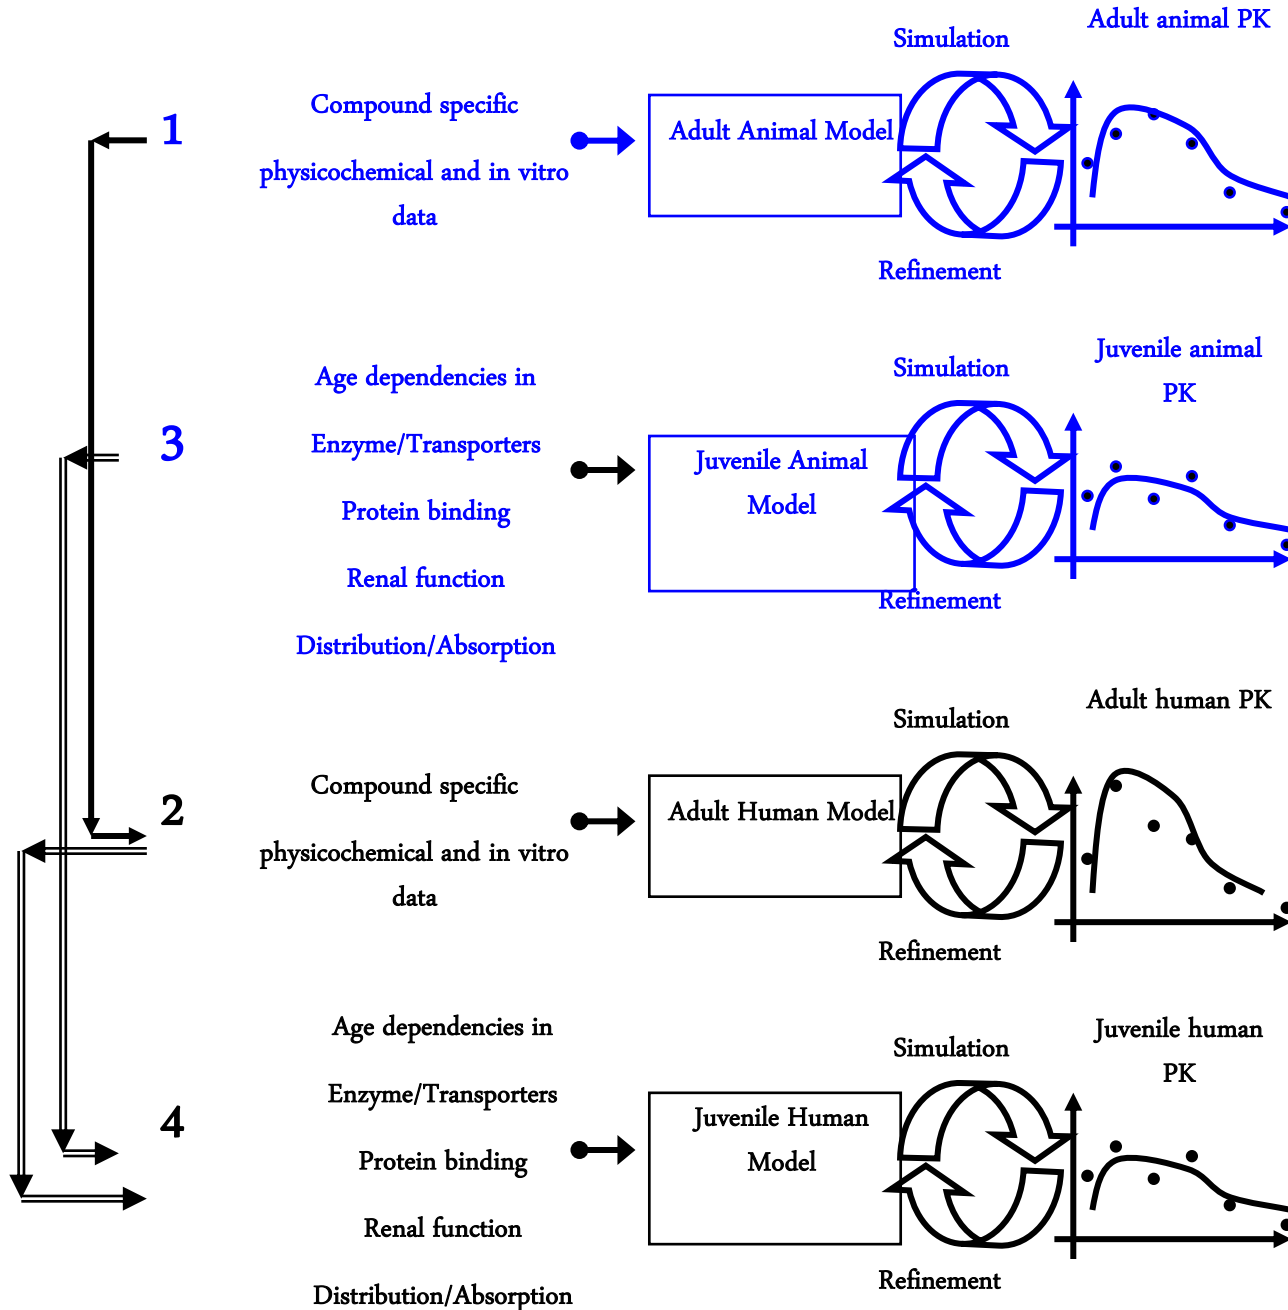 Adult animal PK
Simulation
1
Compound specific
physicochemical and in vitro
data
Adult Animal Model
Refinement
Juvenile animal
PK
Simulation
3
Age dependencies in
Enzyme/Transporters
Protein binding
Renal function
Distribution/Absorption
Juvenile Animal
Model
Refinement
Adult human PK
Simulation
2
Compound specific
physicochemical and in vitro
data
Adult Human Model
Refinement
Juvenile human
PK
Simulation
4
Age dependencies in
Enzyme/Transporters
Protein binding
Renal function
Distribution/Absorption
Juvenile Human
Model
Refinement